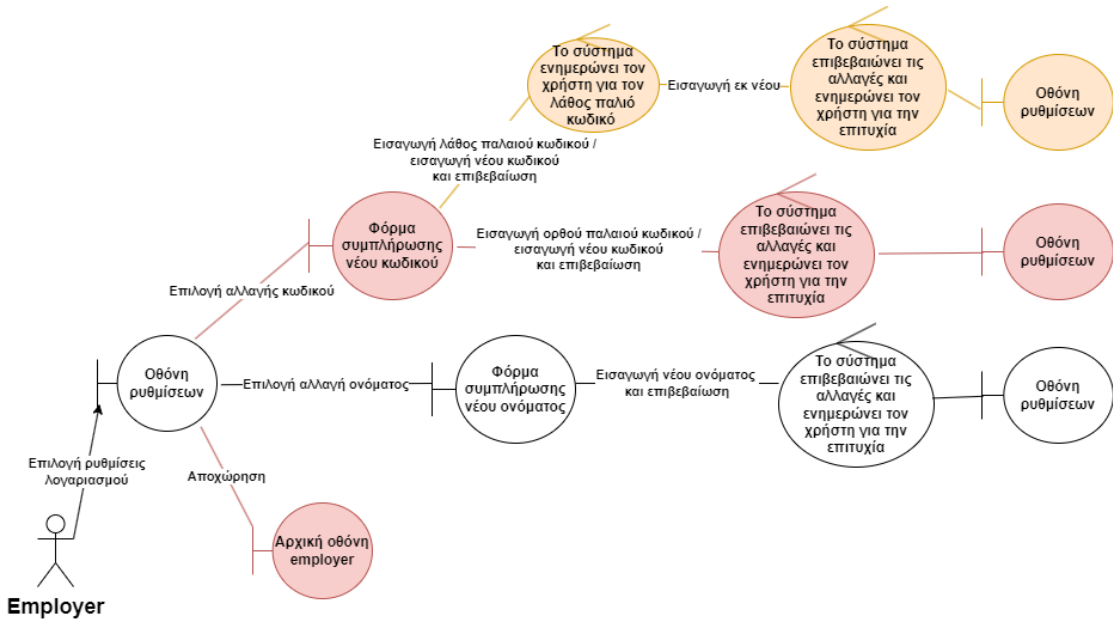 Το σύστημα
ενημερώνει τον
χρήστη για τον
λάθος παλιό
κωδικό
Εισαγωγή εκ νέου
Το σύστημα
επιβεβαιώνει τις
αλλαγές και
ενημερώνει τον
χρήστη για την
επιτυχία
Οθόνη
ρυθμίσεων
Εισαγωγή λάθος παλαιού κωδικού /
εισαγωγή νέου κωδικού
και επιβεβαίωση
Φόρμα
συμπλήρωσης
νέου κωδικού
Εισαγωγή ορθού παλαιού κωδικού /
εισαγωγή νέου κωδικού
και επιβεβαίωση
Το σύστημα
επιβεβαιώνει τις
αλλαγές και
ενημερώνει τον
χρήστη για την
επιτυχία
Οθόνη
ρυθμίσεων
Επιλογή αλλαγής κωδικού
Οθόνη
ρυθμίσεων
Επιλογή αλλαγή ονόματος
Φόρμα
συμπλήρωσης
νέου ονόματος
Εισαγωγή νέου ονόματος
και επιβεβαίωση
Το σύστημα
επιβεβαιώνει τις
αλλαγές και
ενημερώνει τον
χρήστη για την
επιτυχία
Οθόνη
ρυθμίσεων
Επιλογή ρυθμίσεις
λογαριασμού
Αποχώρηση
Αρχική οθόνη
employer
Employer